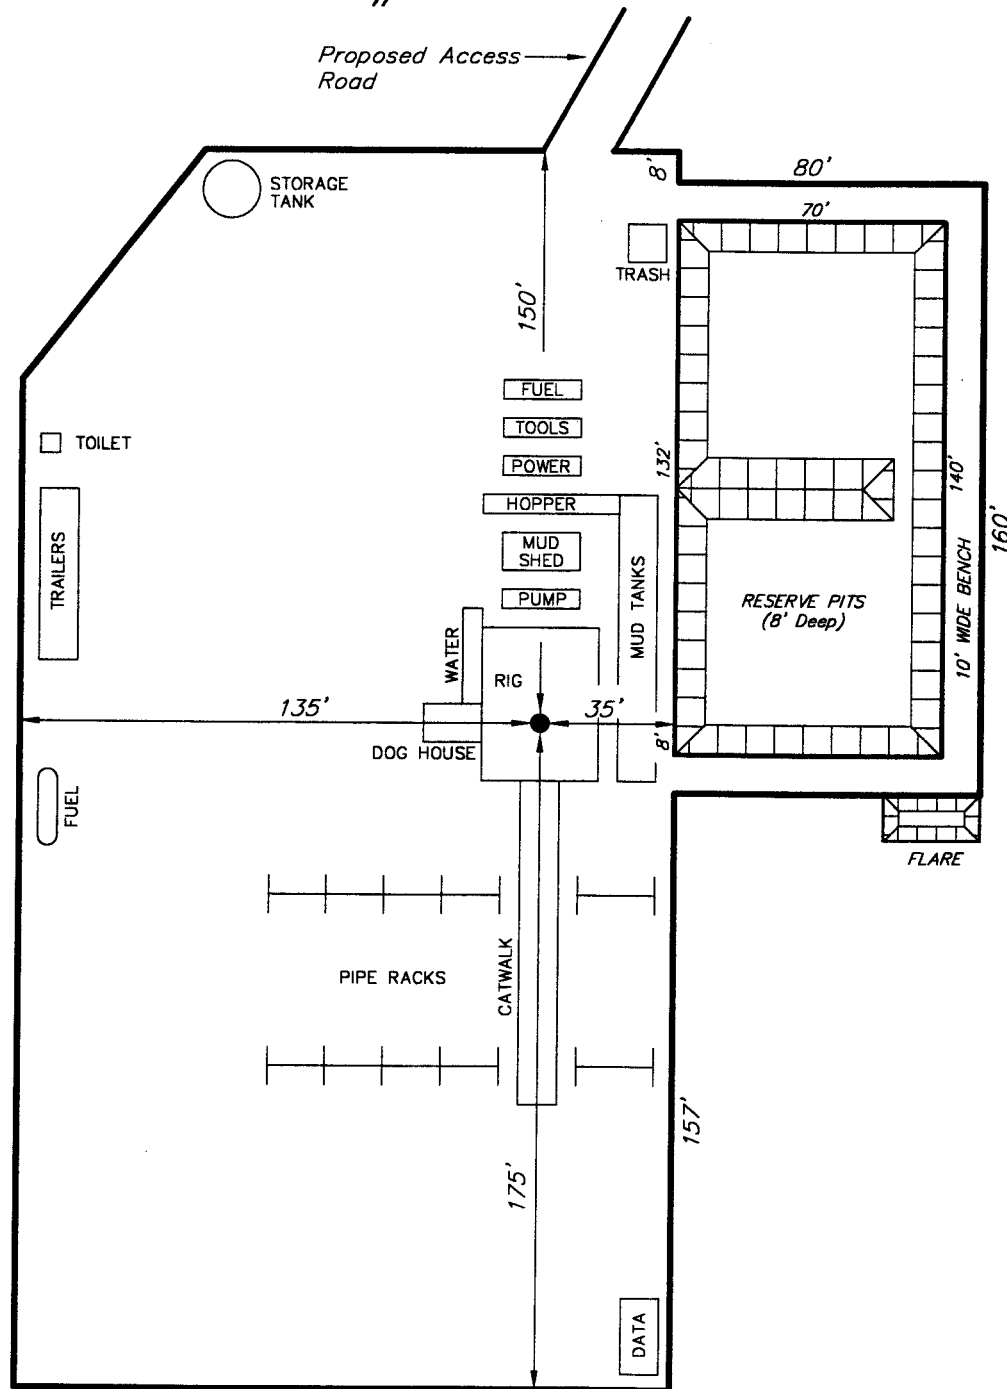 Proposed Access
Road
8'
80'
STORAGE
TANK
70'
TRASH
150'
FUEL
TOOLS
TOILET
POWER
132'
140'
HOPPER
160'
MUD
SHED
TRAILERS
MUD TANKS
PUMP
RESERVE PITS
(8' Deep)
10' WIDE BENCH
WATER
RIG
135'
35'
8'
DOG HOUSE
FUEL
FLARE
PIPE RACKS
CATWALK
157'
175'
DATA